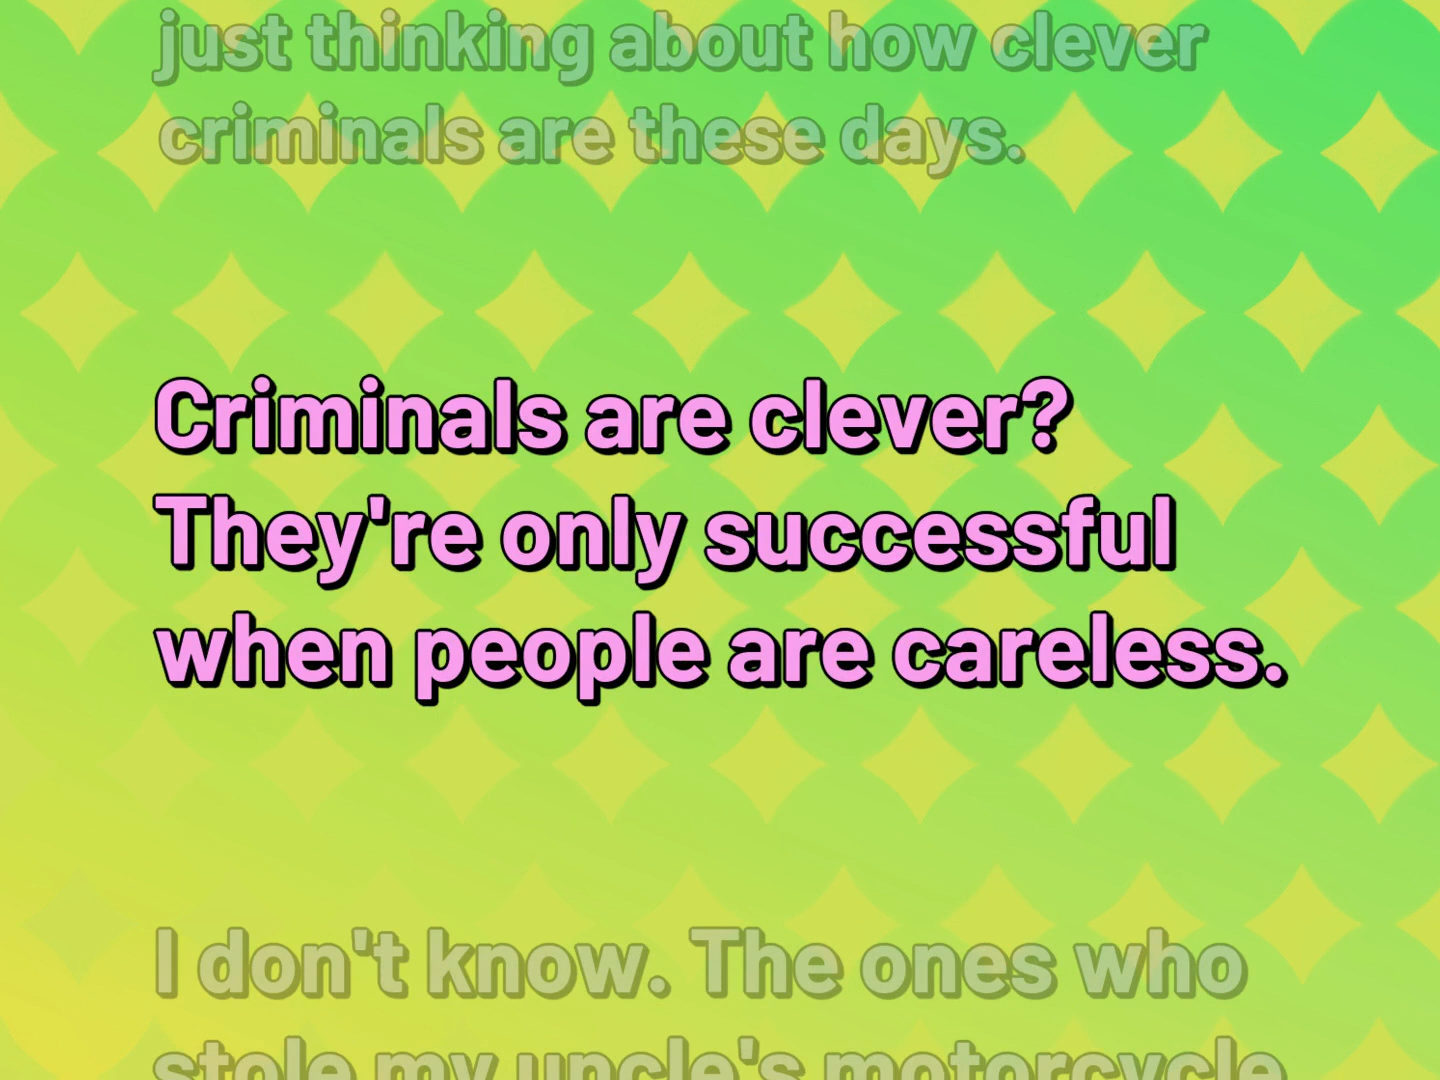 just thinking about how clever
criminals are these days.
Criminals are clever?
They're only successful
when people are careless.
I don't know. The ones who
stole my uncle's motorcycle